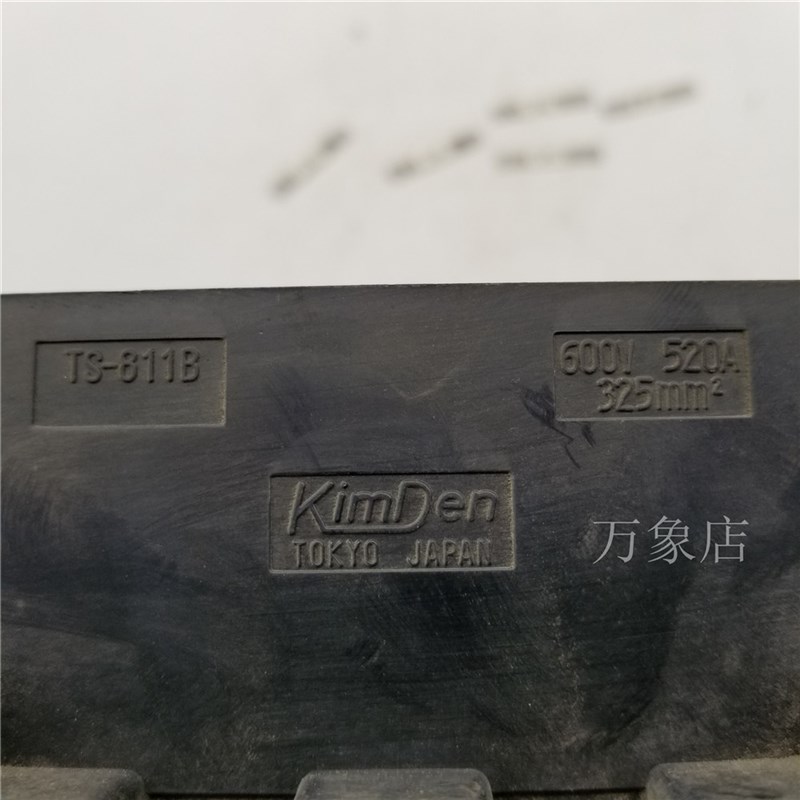 TS-811B
600V 520A
325mm²
KimDen
TOKYO JAPAN
万象店